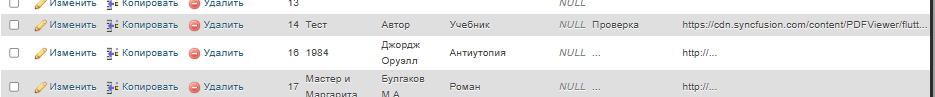 Изменить Копировать Удалить 13 NULL
Изменить Копировать Удалить 14 Тест Автор Учебник NULL Проверка https://cdn.syncfusion.com/content/PDFViewer/flutt...
Изменить Копировать Удалить 16 1984 Джордж Оруэлл Антиутопия NULL ... http://...
Изменить Копировать Удалить 17 Мастер и Маргарита Булгаков М.А. Роман NULL ... http://...